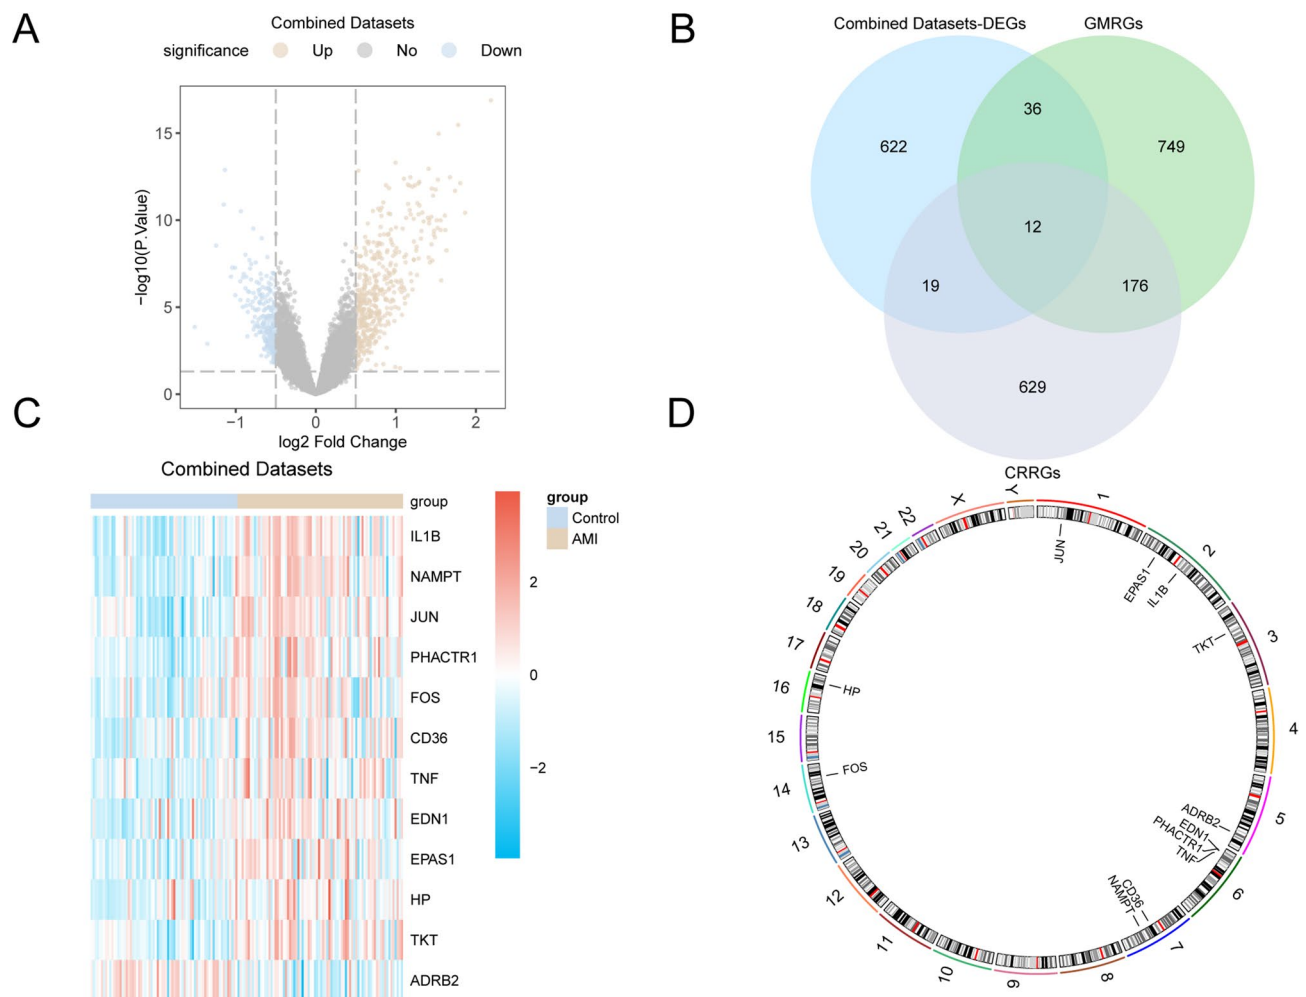 A
Combined Datasets
significance Up No Down
−log10(P.Value)
15
10
5
0
−1 0 1 2
log2 Fold Change
B
Combined Datasets-DEGs GMRGs
36
622 749
12
19 176
629
CRRGs
C
Combined Datasets
group
IL1B
NAMPT
JUN
PHACTR1
FOS
CD36
TNF
EDN1
EPAS1
HP
TKT
ADRB2
2
0
−2
group
Control
AMI
D
1
2
3
4
5
6
7
8
9
10
11
12
13
14
15
16
17
18
19
20
21
22
X
Y
JUN
EPAS1
IL1B
TKT
ADRB2
EDN1
PHACTR1
TNF
CD36
NAMPT
FOS
HP